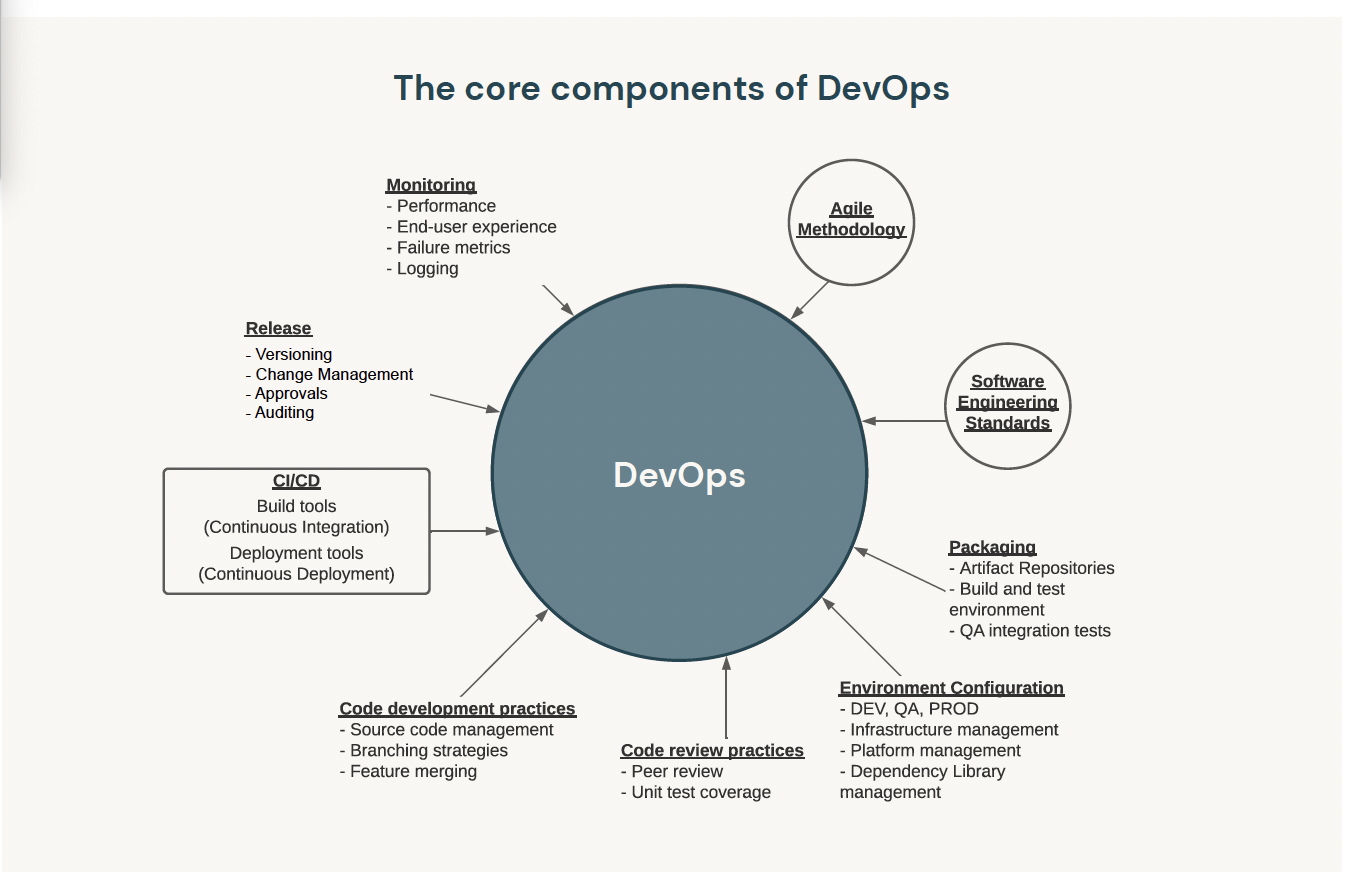 The core components of DevOps
Monitoring
- Performance
- End-user experience
- Failure metrics
- Logging
Agile
Methodology
Release
- Versioning
- Change Management
- Approvals
- Auditing
Software
Engineering
Standards
DevOps
CI/CD
Build tools
(Continuous Integration)
Deployment tools
(Continuous Deployment)
Packaging
- Artifact Repositories
- Build and test
environment
- QA integration tests
Code development practices
- Source code management
- Branching strategies
- Feature merging
Code review practices
- Peer review
- Unit test coverage
Environment Configuration
- DEV, QA, PROD
- Infrastructure management
- Platform management
- Dependency Library
management